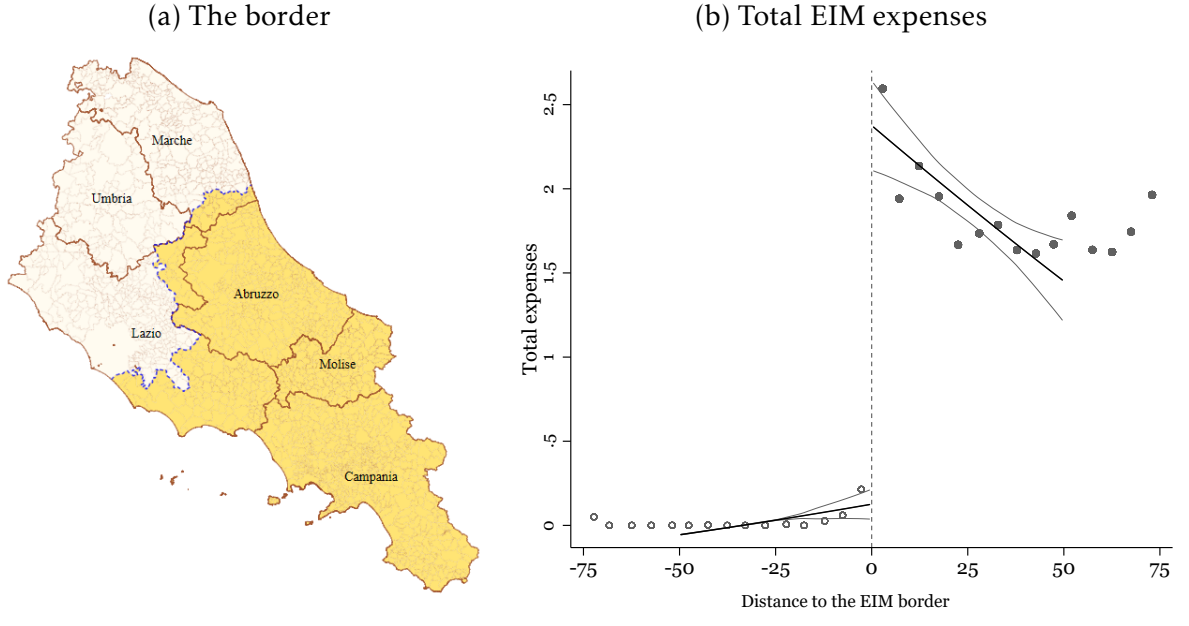 (a) The border
Marche
Umbria
Abruzzo
Lazio
Molise
Campania
(b) Total EIM expenses
Total expenses
2.5
2
1.5
1
.5
0
-75 -50 -25 0 25 50 75
Distance to the EIM border